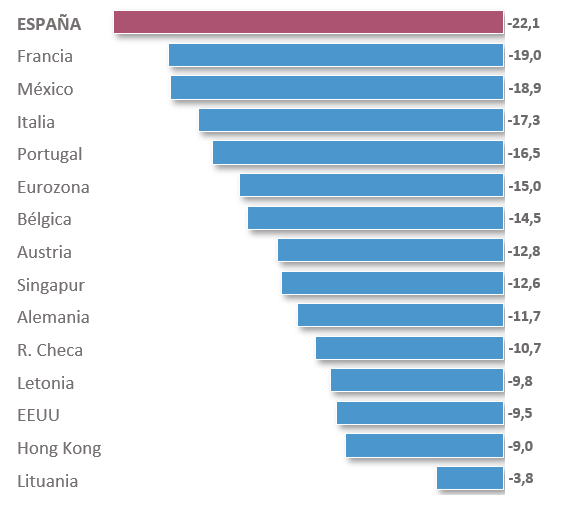 ESPAÑA -22,1
Francia -19,0
México -18,9
Italia -17,3
Portugal -16,5
Eurozona -15,0
Bélgica -14,5
Austria -12,8
Singapur -12,6
Alemania -11,7
R. Checa -10,7
Letonia -9,8
EEUU -9,5
Hong Kong -9,0
Lituania -3,8